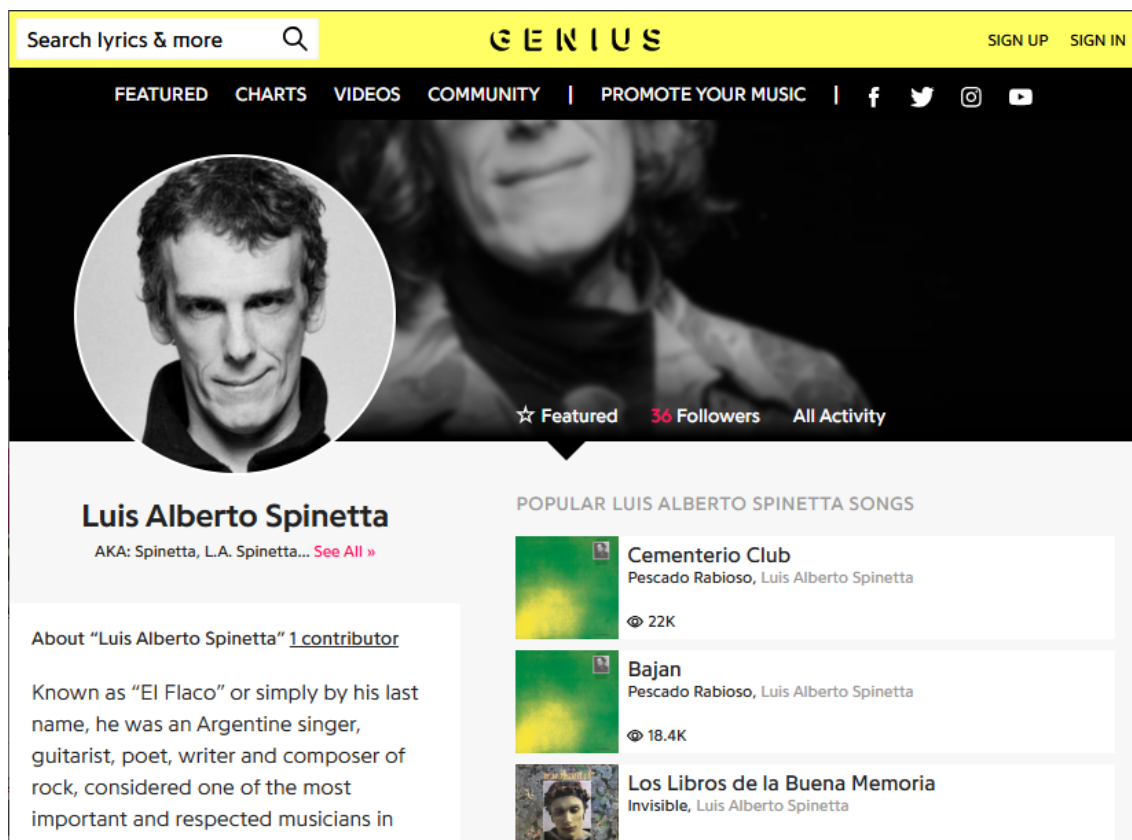 Search lyrics & more
GENIUS
SIGN UP SIGN IN
FEATURED CHARTS VIDEOS COMMUNITY | PROMOTE YOUR MUSIC |
Featured 36 Followers All Activity
Luis Alberto Spinetta
AKA: Spinetta, L.A. Spinetta... See All »
About “Luis Alberto Spinetta” 1 contributor
Known as “El Flaco” or simply by his last
name, he was an Argentine singer,
guitarist, poet, writer and composer of
rock, considered one of the most
important and respected musicians in
POPULAR LUIS ALBERTO SPINETTA SONGS
Cementerio Club
Pescado Rabioso, Luis Alberto Spinetta
22K
Bajan
Pescado Rabioso, Luis Alberto Spinetta
18.4K
Los Libros de la Buena Memoria
Invisible, Luis Alberto Spinetta